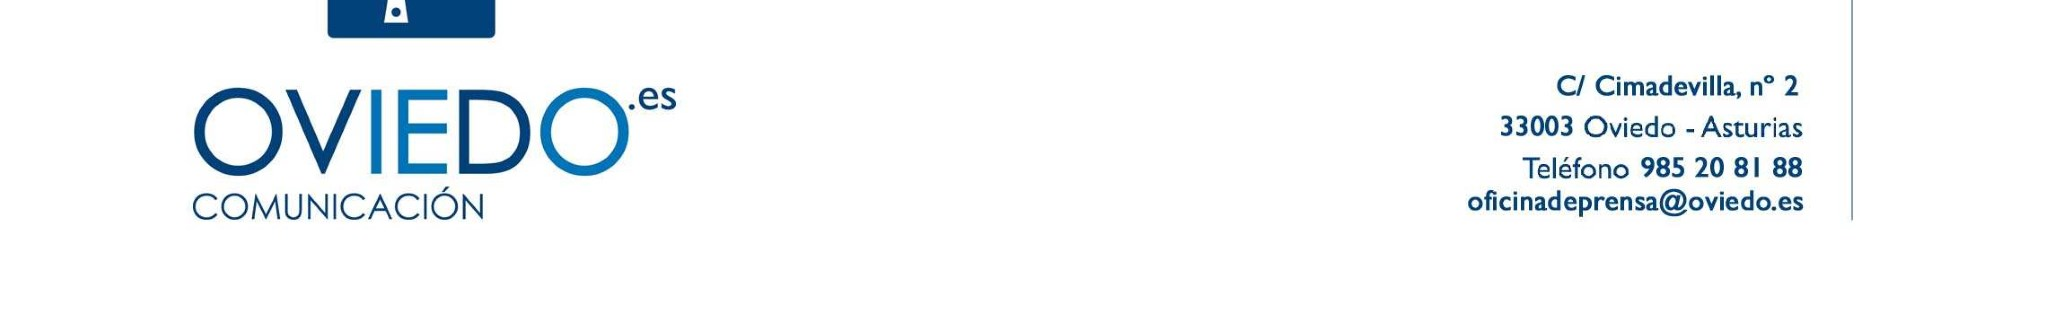 OVIEDO.es
COMUNICACIÓN
C/ Cimadevilla, nº 2
33003 Oviedo - Asturias
Teléfono 985 20 81 88
oficinadeprensa@oviedo.es